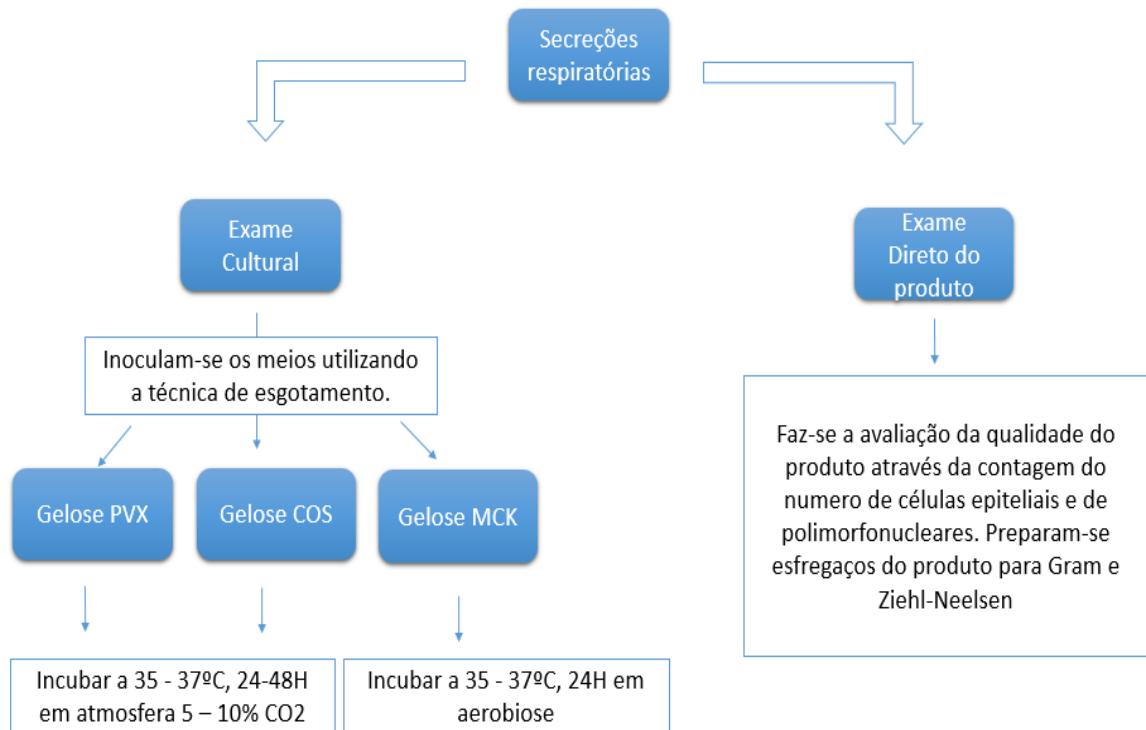 Secreções
respiratórias
Exame
Cultural
Exame
Direto do
produto
Inoculam-se os meios utilizando
a técnica de esgotamento.
Gelose PVX
Gelose COS
Gelose MCK
Faz-se a avaliação da qualidade do
produto através da contagem do
numero de células epiteliais e de
polimorfonucleares. Preparam-se
esfregaços do produto para Gram e
Ziehl-Neelsen
Incubar a 35 - 37ºC, 24-48H
em atmosfera 5 – 10% CO2
Incubar a 35 - 37ºC, 24H em
aerobiose